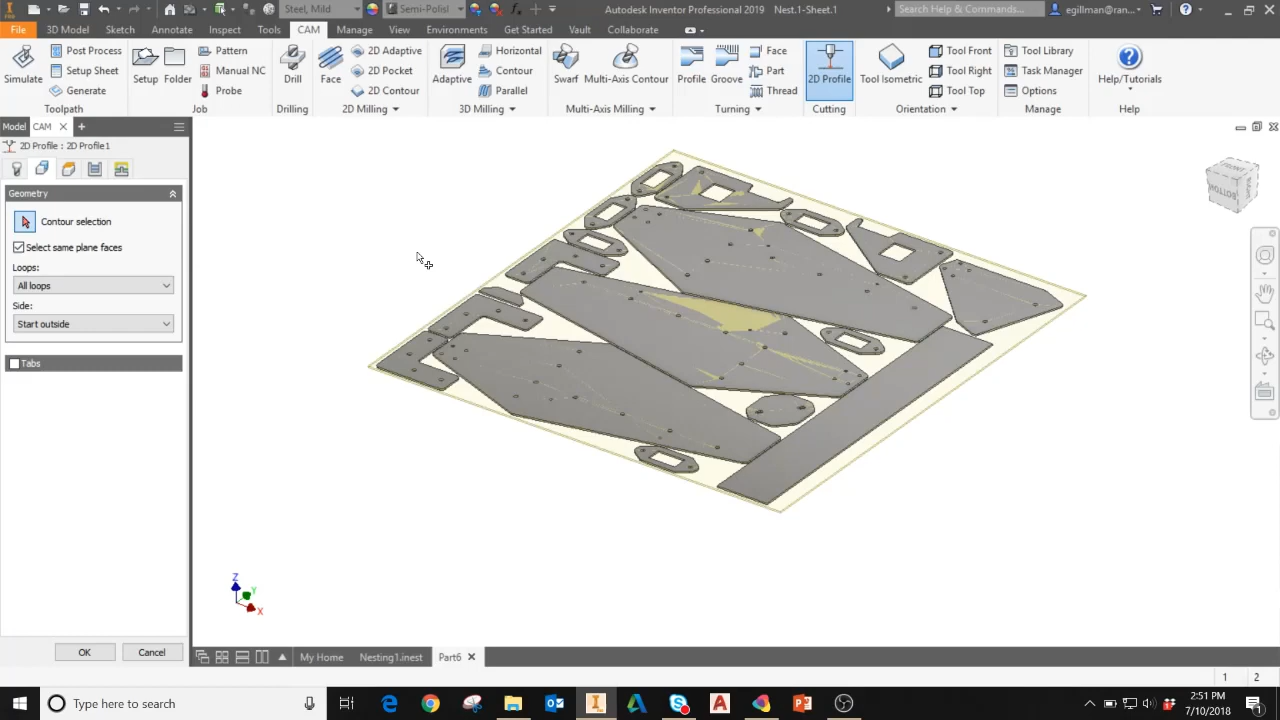 Steel, Mild
Semi-Polisl
Autodesk Inventor Professional 2019 Nest.1-Sheet.1
Search Help & Commands...
egillman@ran...
File
3D Model
Sketch
Annotate
Inspect
Tools
CAM
Manage
View
Environments
Get Started
Vault
Collaborate
Simulate
Post Process
Setup Sheet
Generate
Toolpath
Setup
Folder
Pattern
Manual NC
Probe
Job
Drill
Drilling
Face
2D Adaptive
2D Pocket
2D Contour
2D Milling
Adaptive
Horizontal
Contour
Parallel
3D Milling
Swarf
Multi-Axis Contour
Multi-Axis Milling
Profile
Groove
Face
Part
Thread
Turning
2D Profile
Cutting
Tool Isometric
Tool Front
Tool Right
Tool Top
Orientation
Tool Library
Task Manager
Options
Manage
Help/Tutorials
Help
Model
CAM
2D Profile : 2D Profile1
Geometry
Contour selection
Select same plane faces
Loops:
All loops
Side:
Start outside
Tabs
OK
Cancel
FRONT
BOTTOM
Z
Y
X
My Home
Nesting1.inest
Part6
1
2
Type here to search
2:51 PM
7/10/2018